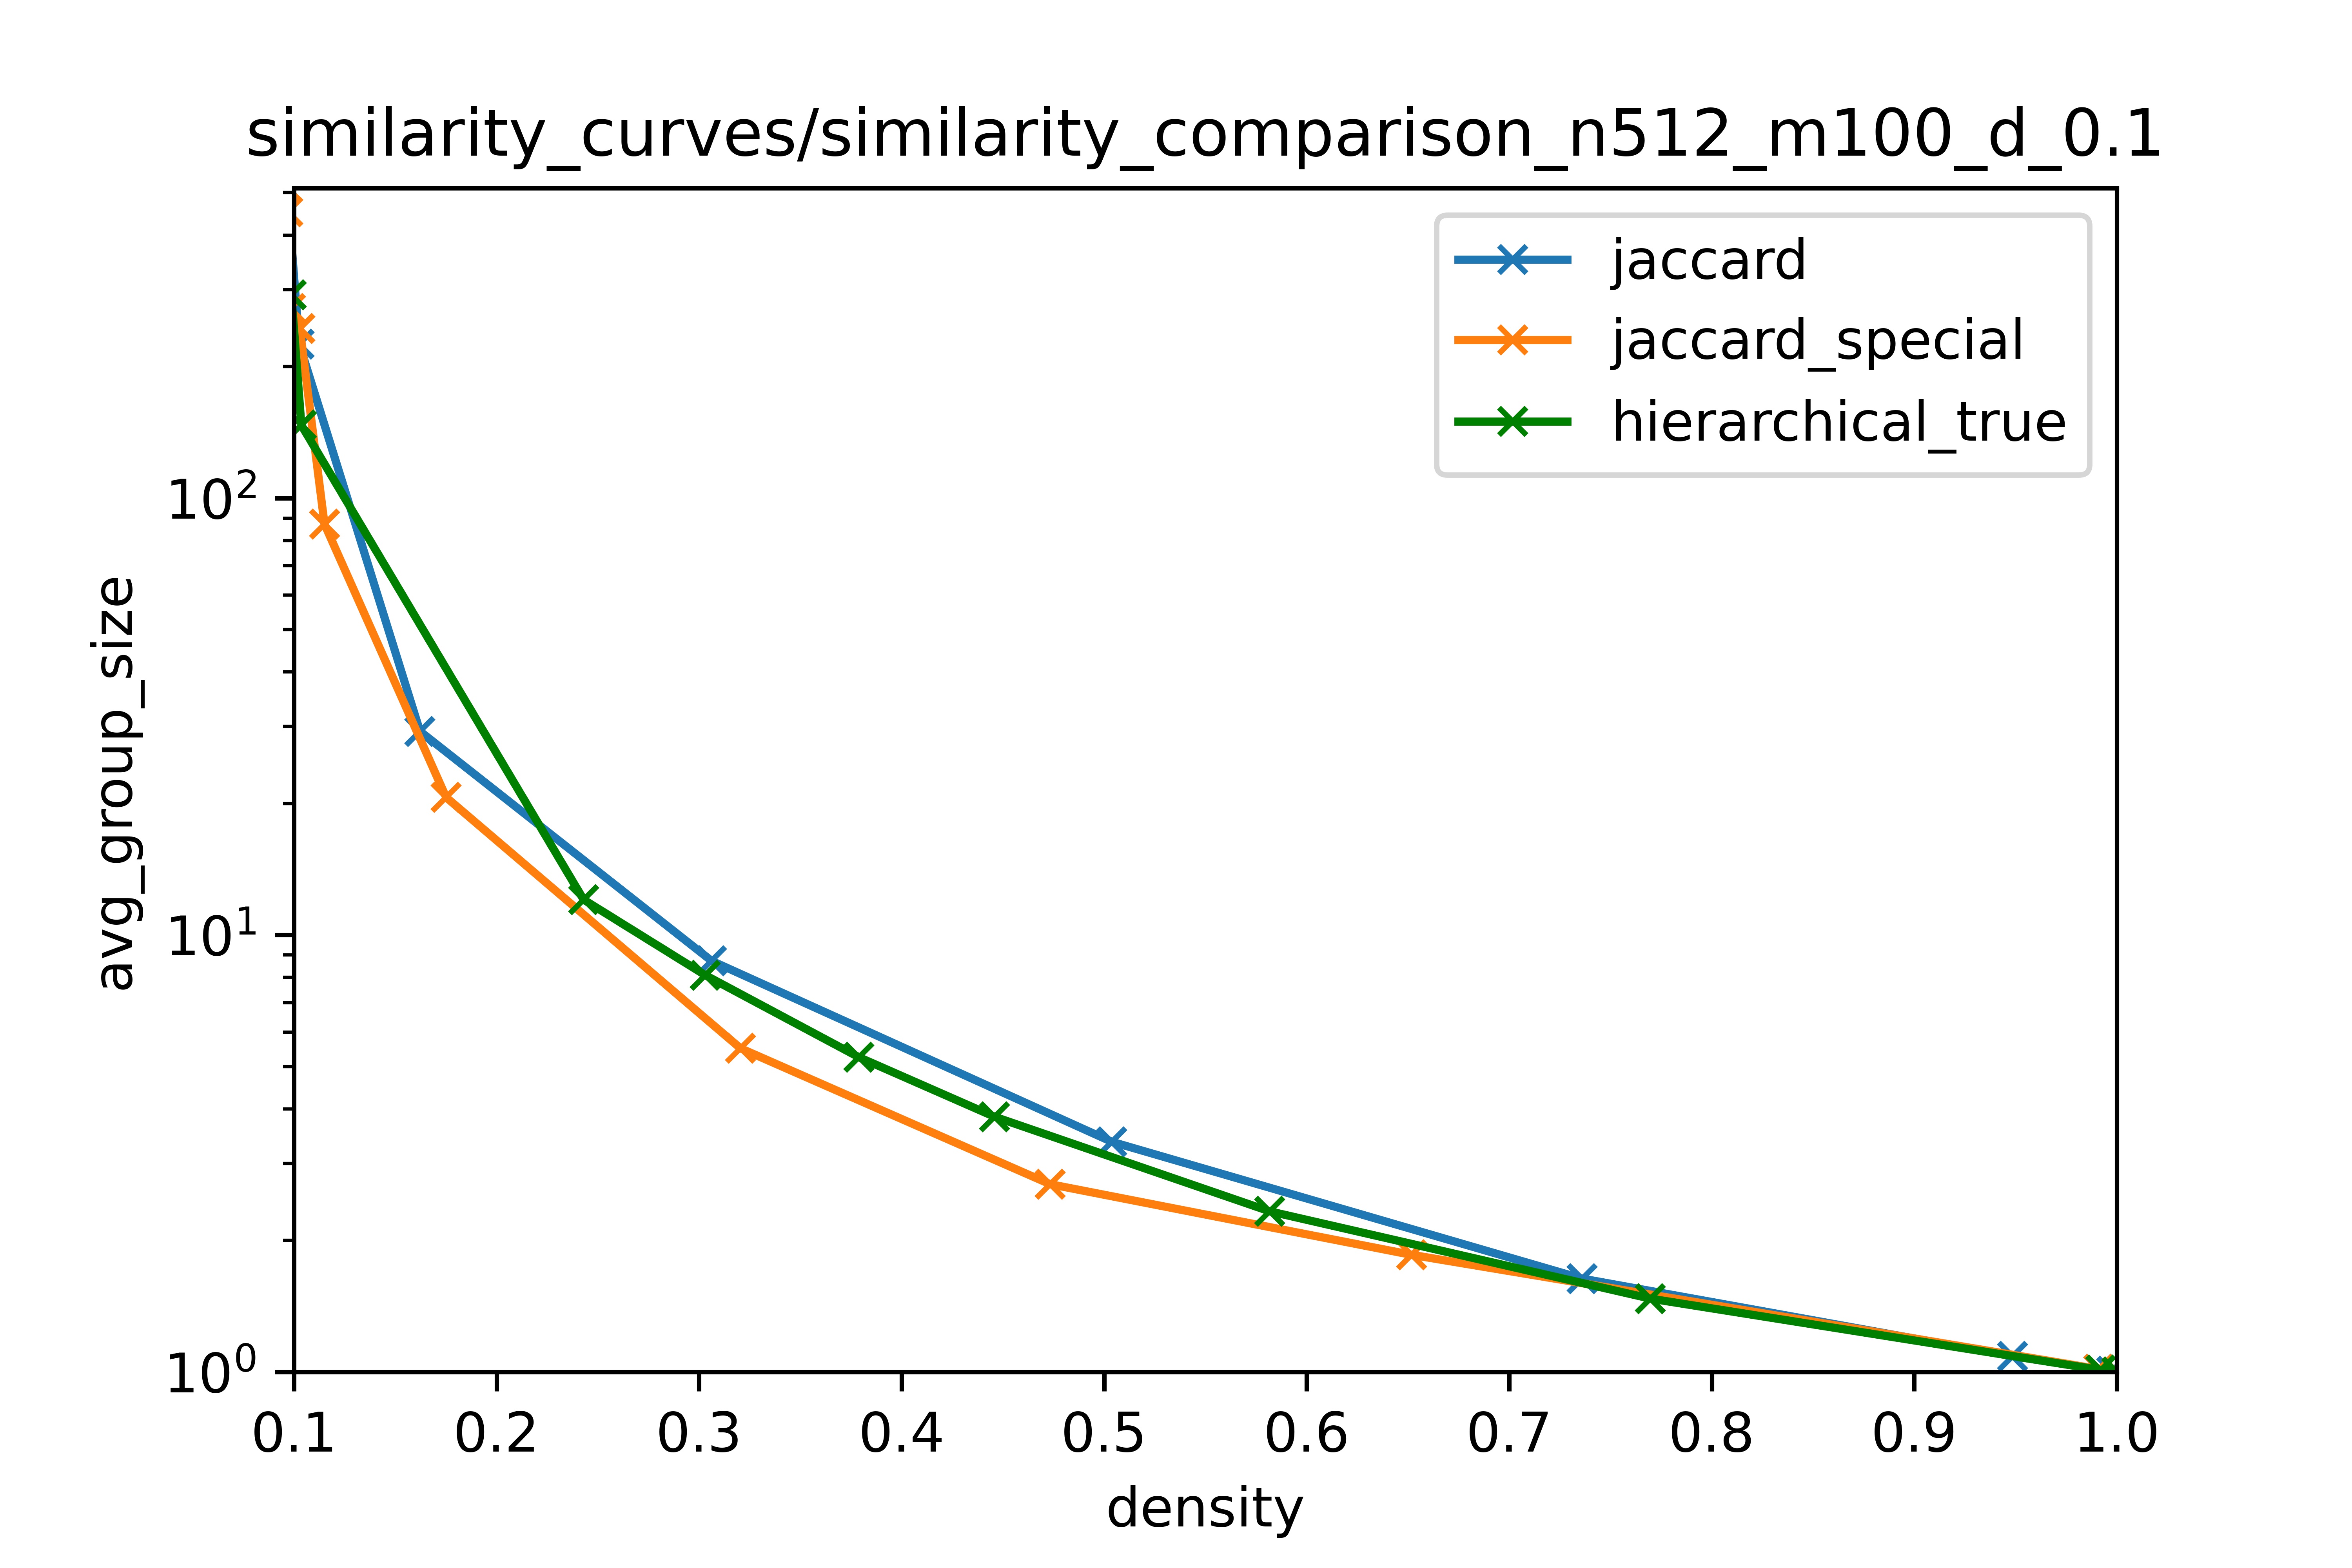 similarity_curves/similarity_comparison_n512_m100_d_0.1
jaccard
jaccard_special
hierarchical_true
avg_group_size
10²
10¹
10⁰
0.1 0.2 0.3 0.4 0.5 0.6 0.7 0.8 0.9 1.0
density